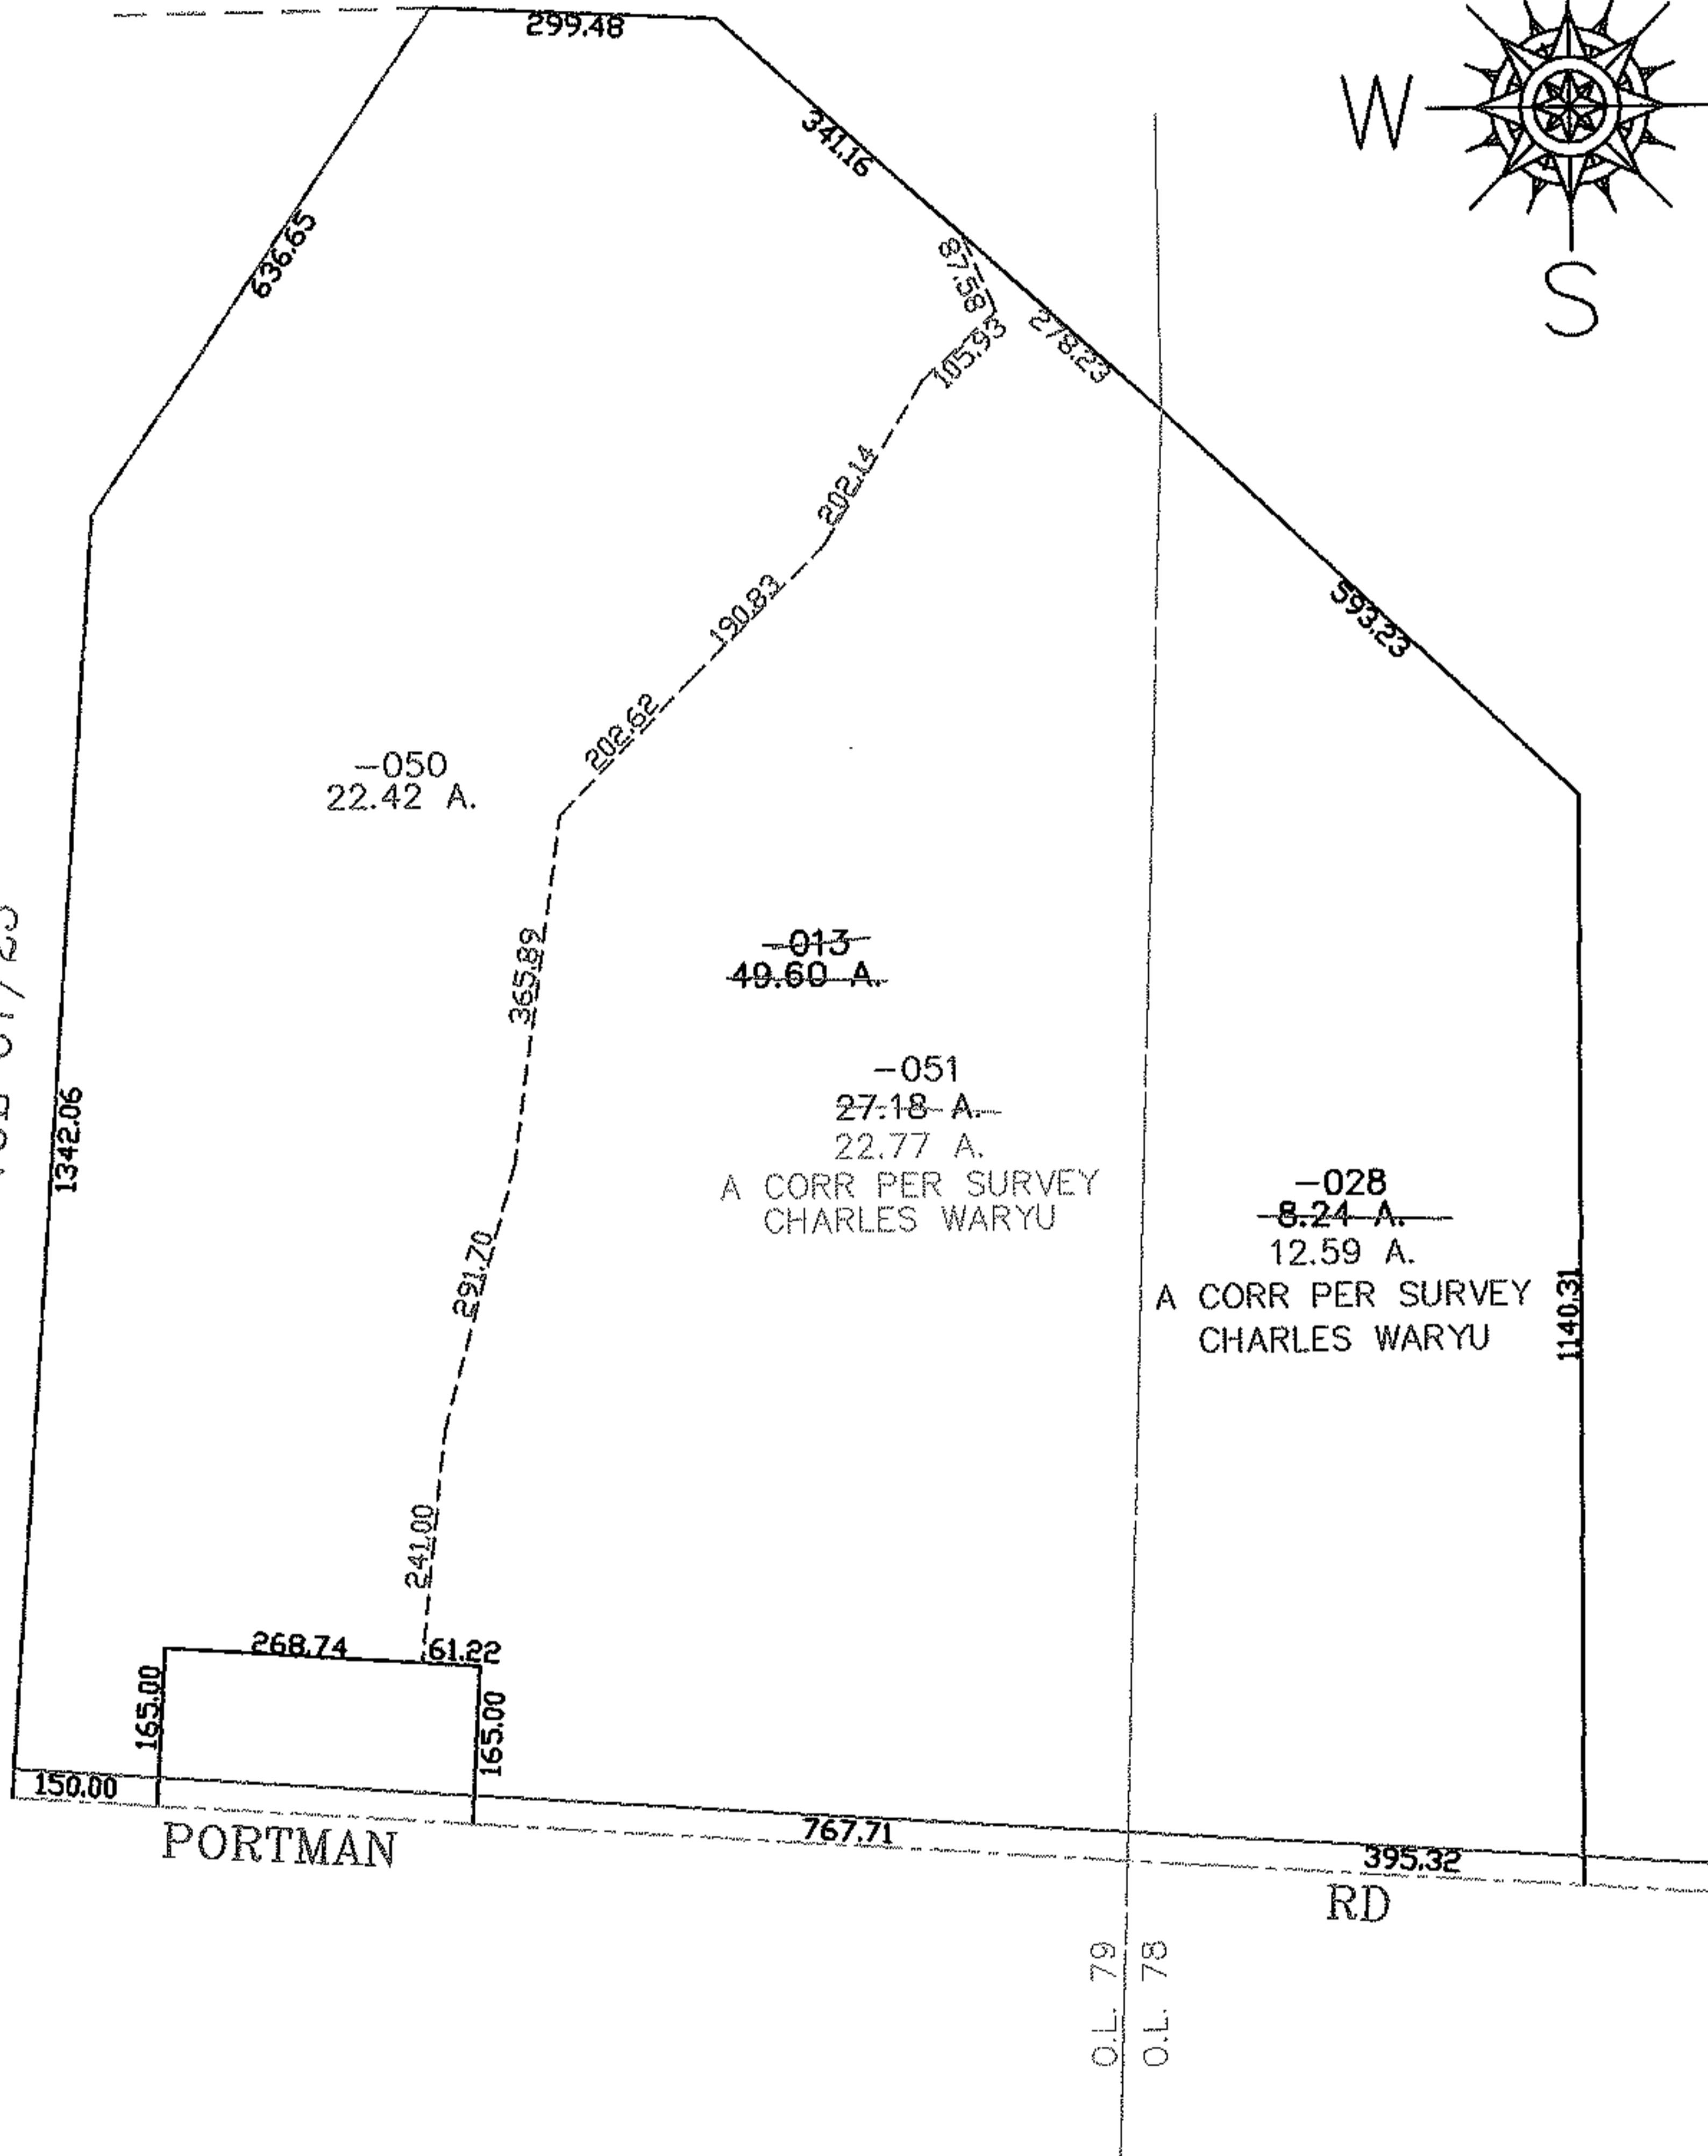 299.48
W
S
341.16
636.65
87.58
105.93
278.23
202.14
190.83
593.23
202.62
-050
22.42 A.
365.89
-013
49.60 A.
-051
27.18 A.
22.77 A.
A CORR PER SURVEY
CHARLES WARYU
-028
8.24 A.
12.59 A.
A CORR PER SURVEY
CHARLES WARYU
1342.06
1140.31
291.70
241.00
268.74
61.22
165.00
165.00
150.00
767.71
395.32
PORTMAN
RD
O.L. 79
O.L. 78